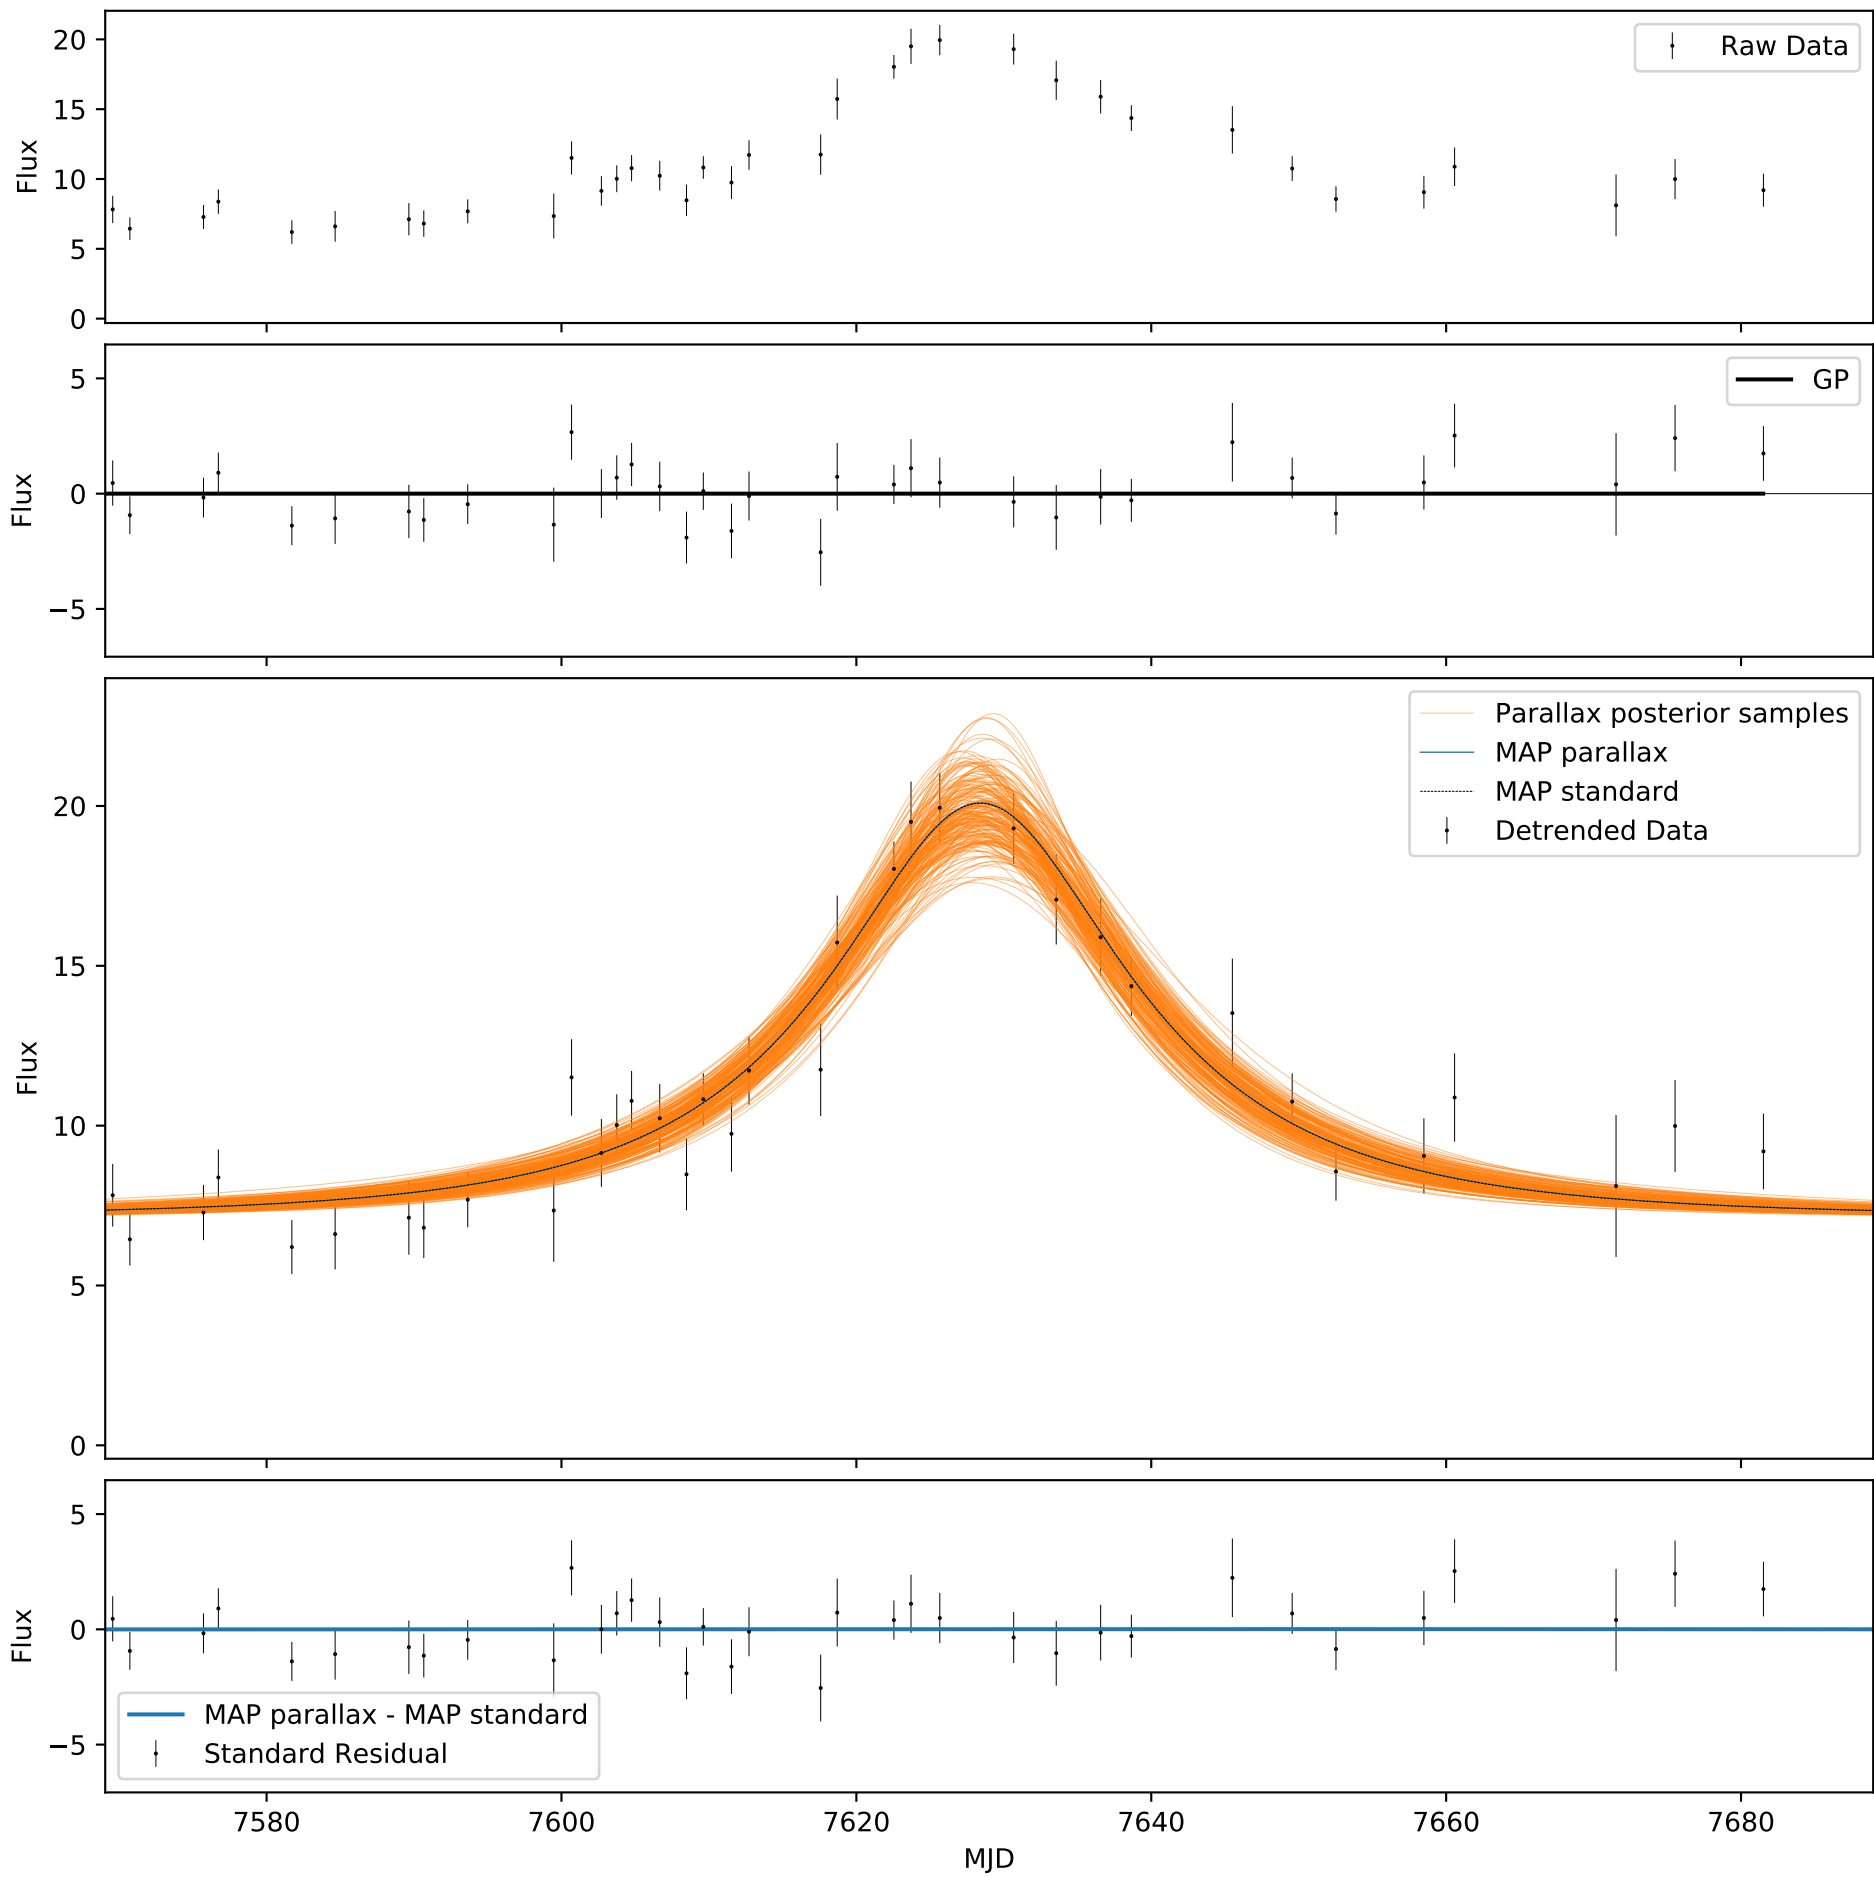 20
15
10
5
0
Flux
Raw Data
5
0
−5
Flux
GP
20
15
10
5
0
Flux
Parallax posterior samples
MAP parallax
MAP standard
Detrended Data
5
0
−5
Flux
MAP parallax - MAP standard
Standard Residual
7580 7600 7620 7640 7660 7680
MJD